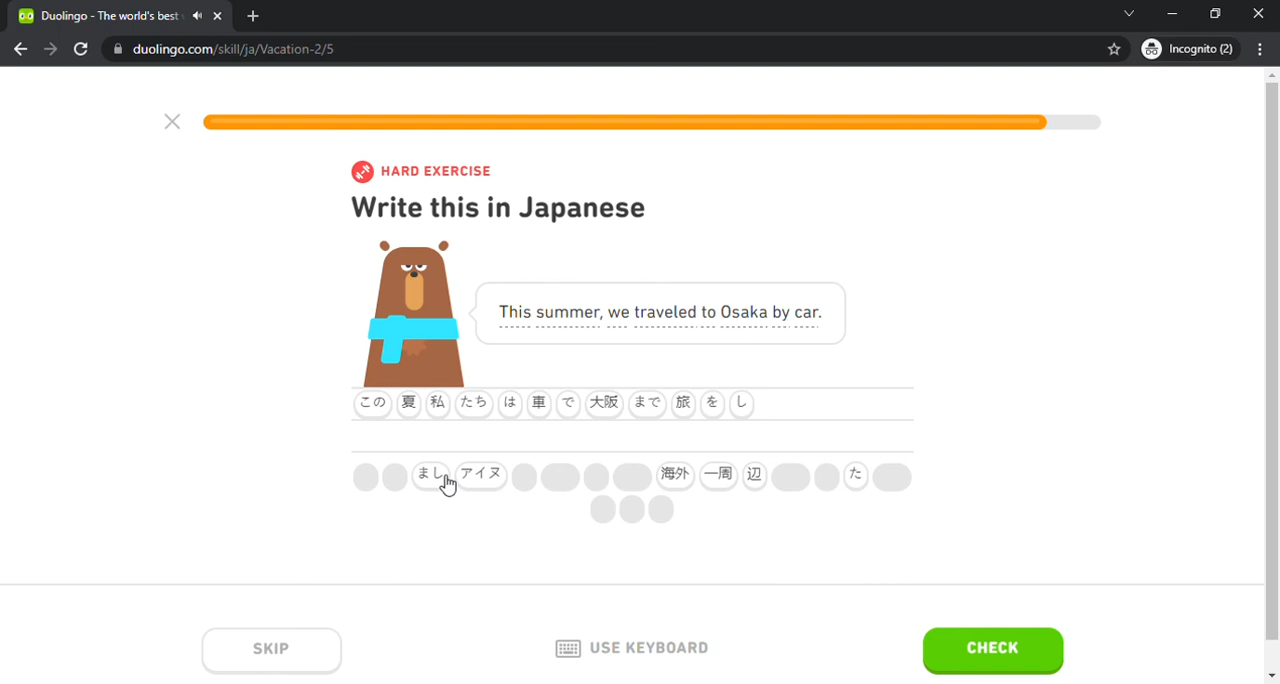 Duolingo - The world's best
duolingo.com/skill/ja/Vacation-2/5
Incognito (2)
HARD EXERCISE
Write this in Japanese
This summer, we traveled to Osaka by car.
この 夏 私 たち は 車 で 大阪 まで 旅 を し
まし アイヌ 海外 一周 辺 た
SKIP
USE KEYBOARD
CHECK